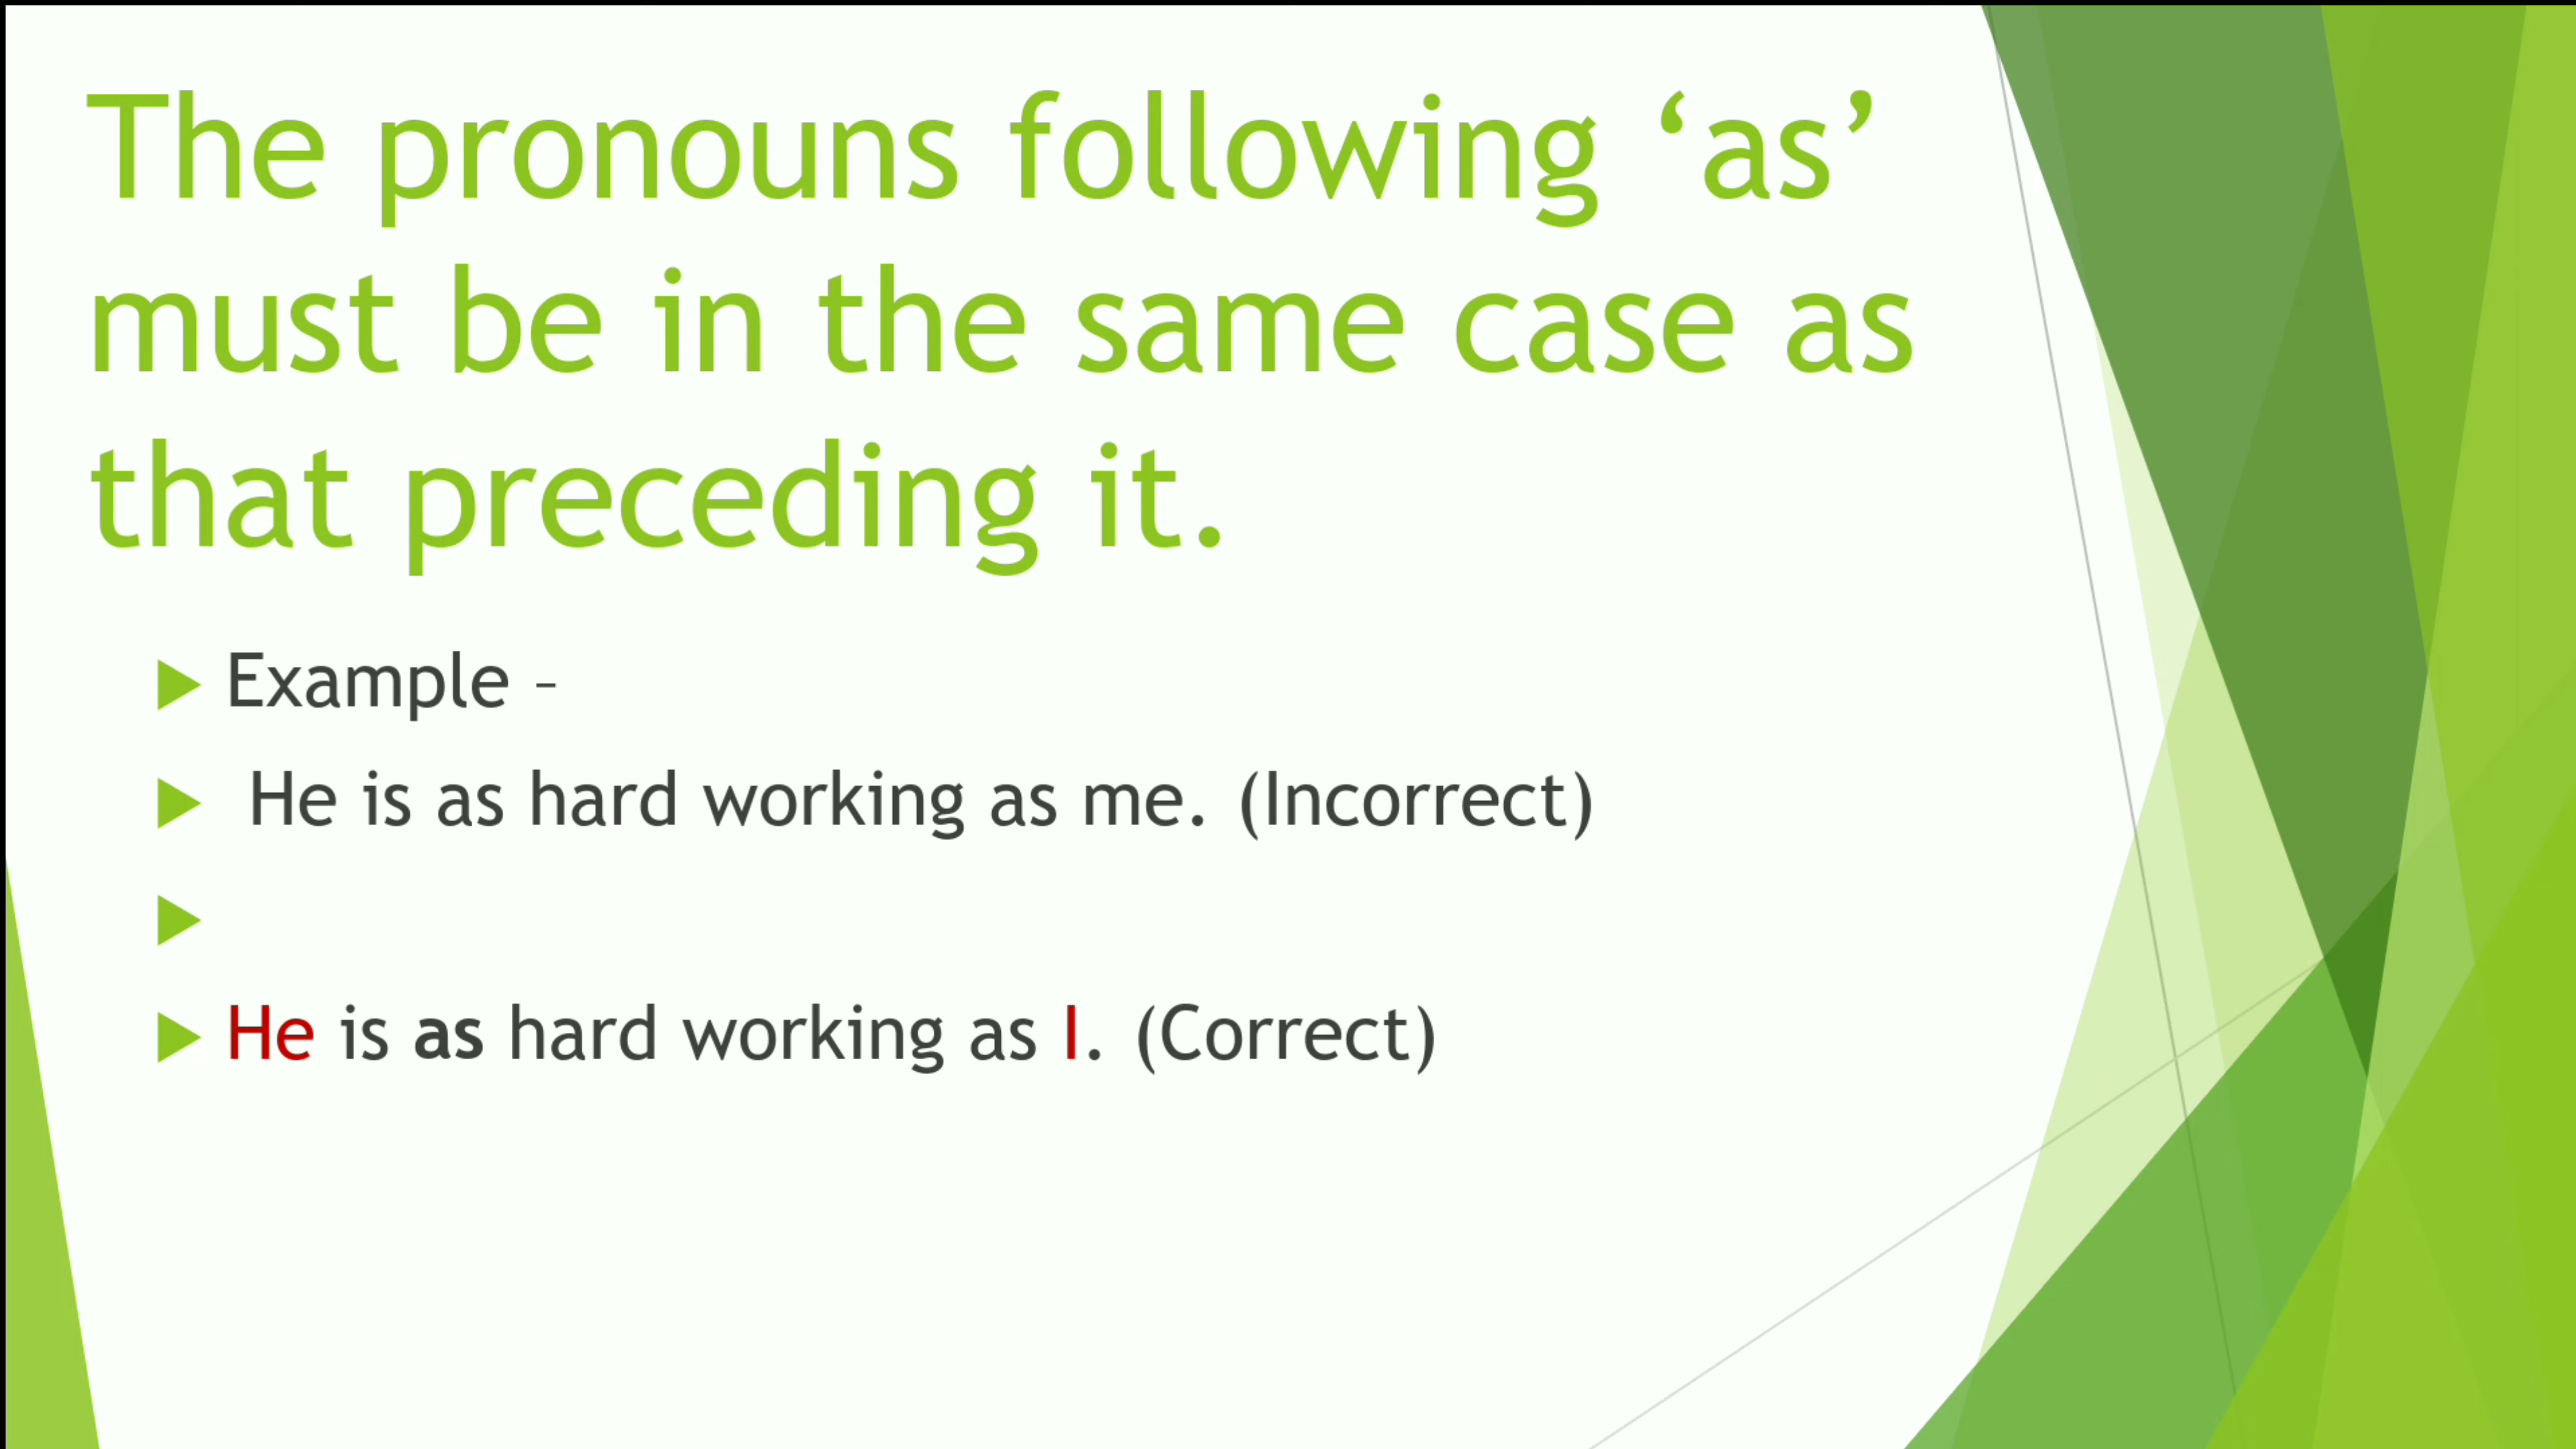 The pronouns following ‘as’
must be in the same case as
that preceding it.
Example –
He is as hard working as me. (Incorrect)
He is as hard working as I. (Correct)